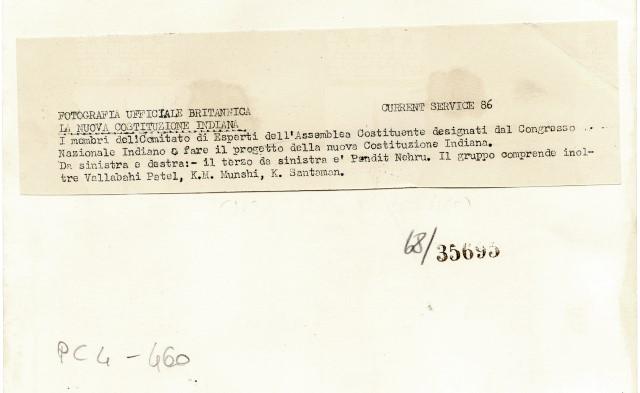 FOTOGRAFIA UFFICIALE BRITANNICA CURRENT SERVICE 86
LA NUOVA COSTITUZIONE INDIANA
I membri del Comitato di Esperti dell'Assemblea Costituente designati dal Congresso
Nazionale Indiano a fare il progetto della nuova Costituzione Indiana.
Da sinistra a destra:- il terzo da sinistra e' Pandit Nehru. Il gruppo comprende inol-
tre Vallabahi Patel, K.M. Munshi, K. Santaman.
68/35695
PC4-460